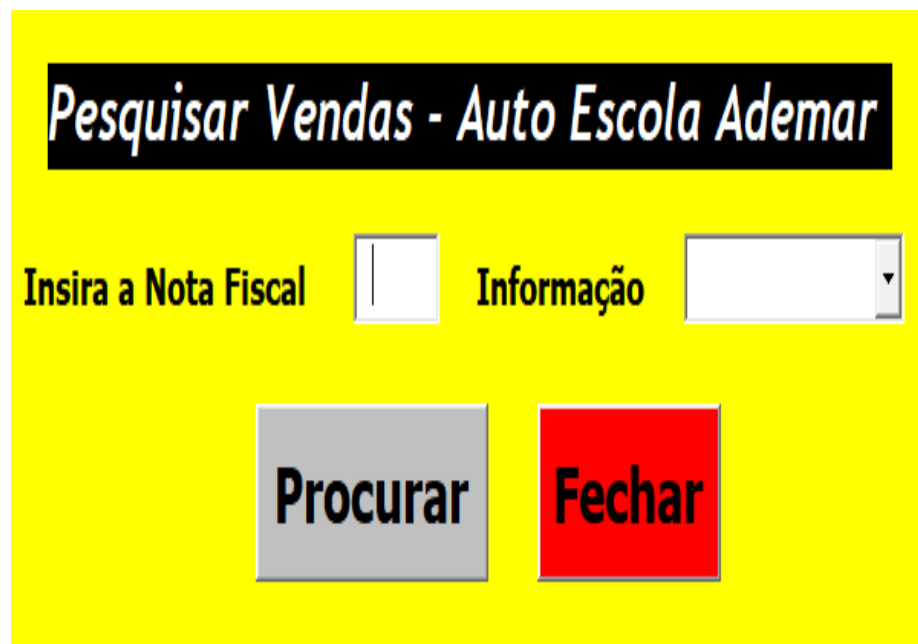 Pesquisar Vendas - Auto Escola Ademar
Insira a Nota Fiscal Informação
Procurar Fechar